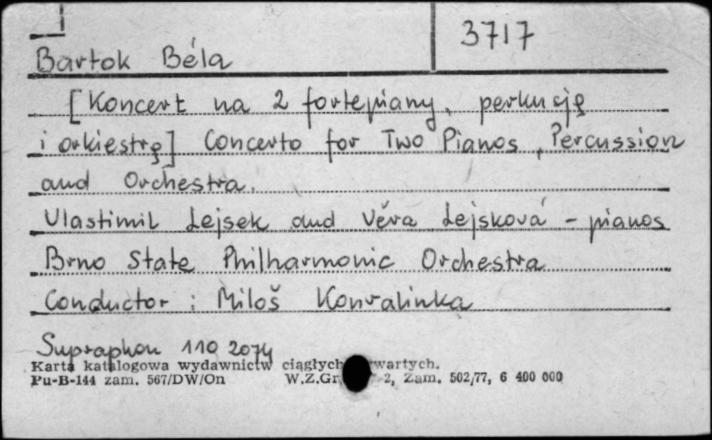 3717
Bartok Béla
[Koncert na 2 fortepiany, perkusję
i orkiestrę] Concerto for Two Pianos, Percussion
and Orchestra.
Vlastimil Lejsek and Věra Lejsková - pianos
Brno State Philharmonic Orchestra
Conductor : Miloš Konvalinka
Supraphon 110 2074
Karta katalogowa wydawnictw ciągłych
Pu-B-144 zam. 567/DW/On W.Z.Gr 2, Zam. 502/77, 6 400 000